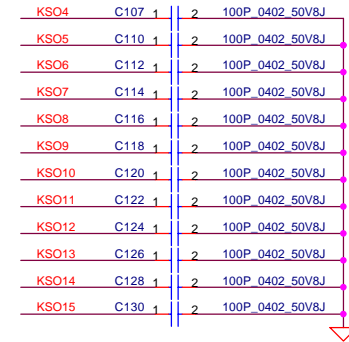 KSO4 C107 1 2 100P_0402_50V8J
KSO5 C110 1 2 100P_0402_50V8J
KSO6 C112 1 2 100P_0402_50V8J
KSO7 C114 1 2 100P_0402_50V8J
KSO8 C116 1 2 100P_0402_50V8J
KSO9 C118 1 2 100P_0402_50V8J
KSO10 C120 1 2 100P_0402_50V8J
KSO11 C122 1 2 100P_0402_50V8J
KSO12 C124 1 2 100P_0402_50V8J
KSO13 C126 1 2 100P_0402_50V8J
KSO14 C128 1 2 100P_0402_50V8J
KSO15 C130 1 2 100P_0402_50V8J